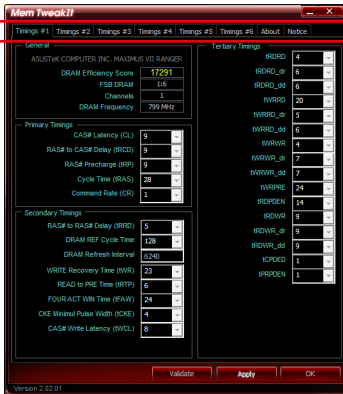 Mem TweakIt
Timings #1 Timings #2 Timings #3 Timings #4 Timings #5 Timings #6 About Notice
General
ASUSTeK COMPUTER INC. MAXIMUS VII RANGER
DRAM Efficiency Score 17291
FSB:DRAM 1:6
Channels 1
DRAM Frequency 799 MHz
Primary Timings
CAS# Latency (CL) 9
RAS# to CAS# Delay (tRCD) 9
RAS# Precharge (tRP) 9
Cycle Time (tRAS) 28
Command Rate (CR) 1
Secondary Timings
RAS# to RAS# Delay (tRRD) 5
DRAM REF Cycle Time 128
DRAM Refresh Interval 6240
WRITE Recovery Time (tWR) 23
READ to PRE Time (tRTP) 6
FOUR ACT WIN Time (tFAW) 24
CKE Minimul Pulse Width (tCKE) 4
CAS# Write Latency (tWCL) 8
Tertiary Timings
tRDRD 4
tRDRD_dr 6
tRDRD_dd 6
tWRRD 20
tWRRD_dr 5
tWRRD_dd 6
tWRWR 4
tWRWR_dr 7
tWRWR_dd 7
tWRPRE 24
tRDPDEN 14
tRDWR 9
tRDWR_dr 9
tRDWR_dd 9
tCPDED 1
tPRPDEN 1
Validate Apply OK
Version 2.02.01